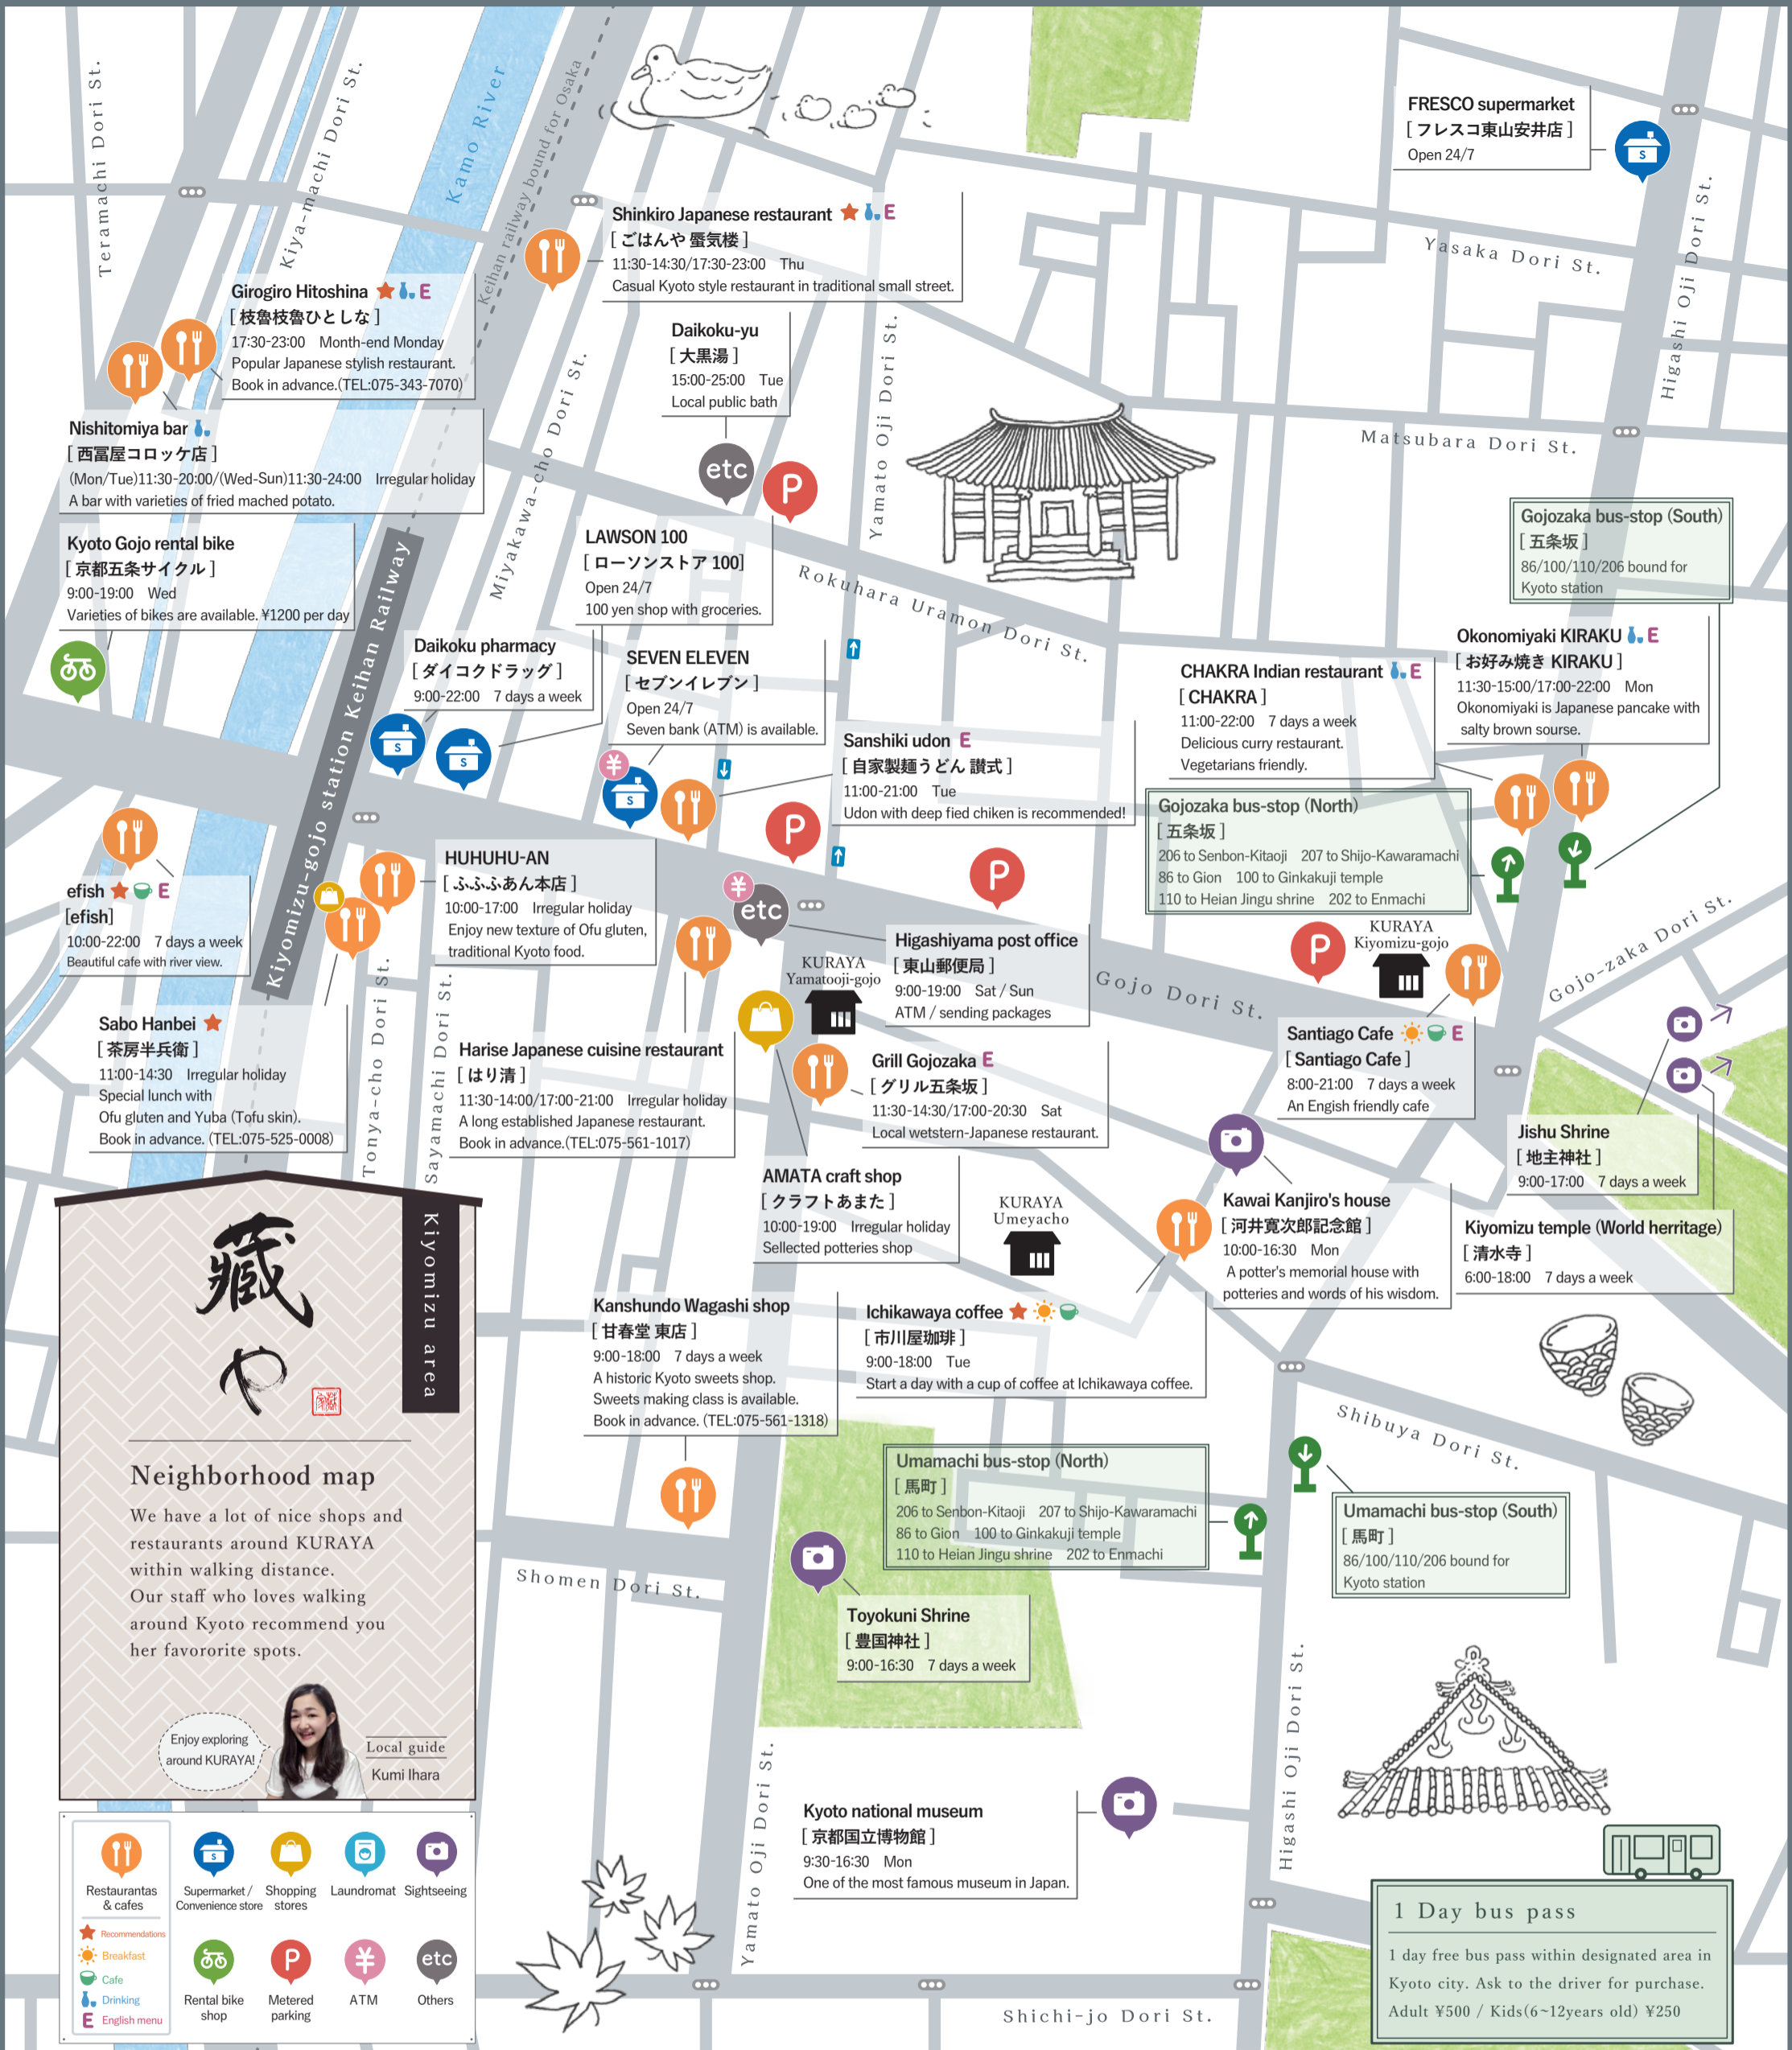 Teramachi Dori St.
Kiya-machi Dori St.
Kamo River
Keihan railway bound for Osaka
FRESCO supermarket
[ フレスコ東山安井店 ]
Open 24/7
S
Yasaka Dori St.
Higashi Oji Dori St.
Shinkiro Japanese restaurant E
[ ごはんや 蜃気楼 ]
11:30-14:30/17:30-23:00 Thu
Casual Kyoto style restaurant in traditional small street.
Girogiro Hitoshina E
[ 枝魯枝魯ひとしな ]
17:30-23:00 Month-end Monday
Popular Japanese stylish restaurant.
Book in advance.(TEL:075-343-7070)
Daikoku-yu
[ 大黒湯 ]
15:00-25:00 Tue
Local public bath
etc
P
Yamato Oji Dori St.
Matsubara Dori St.
Nishitomiya bar
[ 西冨屋コロッケ店 ]
(Mon/Tue)11:30-20:00/(Wed-Sun)11:30-24:00 Irregular holiday
A bar with varieties of fried mached potato.
Miyakawa-cho Dori St.
Kyoto Gojo rental bike
[ 京都五条サイクル ]
9:00-19:00 Wed
Varieties of bikes are available. ¥1200 per day
LAWSON 100
[ ローソンストア 100]
Open 24/7
100 yen shop with groceries.
Rokuhara Uramon Dori St.
Gojozaka bus-stop (South)
[ 五条坂 ]
86/100/110/206 bound for
Kyoto station
Kiyomizu-gojo station Keihan Railway
Daikoku pharmacy
[ ダイコクドラッグ ]
9:00-22:00 7 days a week
S
S
SEVEN ELEVEN
[ セブンイレブン ]
Open 24/7
Seven bank (ATM) is available.
¥
S
Sanshiki udon E
[ 自家製麺うどん 讃式 ]
11:00-21:00 Tue
Udon with deep fied chiken is recommended!
CHAKRA Indian restaurant E
[ CHAKRA ]
11:00-22:00 7 days a week
Delicious curry restaurant.
Vegetarians friendly.
Okonomiyaki KIRAKU E
[ お好み焼き KIRAKU ]
11:30-15:00/17:00-22:00 Mon
Okonomiyaki is Japanese pancake with
salty brown sourse.
Gojozaka bus-stop (North)
[ 五条坂 ]
206 to Senbon-Kitaoji 207 to Shijo-Kawaramachi
86 to Gion 100 to Ginkakuji temple
110 to Heian Jingu shrine 202 to Enmachi
P
P
efish E
[efish]
10:00-22:00 7 days a week
Beautiful cafe with river view.
HUHUHU-AN
[ ふふふあん本店 ]
10:00-17:00 Irregular holiday
Enjoy new texture of Ofu gluten,
traditional Kyoto food.
¥
etc
Higashiyama post office
[ 東山郵便局 ]
9:00-19:00 Sat / Sun
ATM / sending packages
Gojo Dori St.
P
KURAYA
Kiyomizu-gojo
Gojo-zaka Dori St.
KURAYA
Yamatooji-gojo
Sabo Hanbei
[ 茶房半兵衛 ]
11:00-14:30 Irregular holiday
Special lunch with
Ofu gluten and Yuba (Tofu skin).
Book in advance. (TEL:075-525-0008)
Tonya-cho Dori St.
Sayamachi Dori St.
Harise Japanese cuisine restaurant
[ はり清 ]
11:30-14:00/17:00-21:00 Irregular holiday
A long established Japanese restaurant.
Book in advance.(TEL:075-561-1017)
Grill Gojozaka E
[ グリル五条坂 ]
11:30-14:30/17:00-20:30 Sat
Local wetstern-Japanese restaurant.
Santiago Cafe E
[ Santiago Cafe ]
8:00-21:00 7 days a week
An Engish friendly cafe
Jishu Shrine
[ 地主神社 ]
9:00-17:00 7 days a week
AMATA craft shop
[ クラフトあまた ]
10:00-19:00 Irregular holiday
Sellected potteries shop
KURAYA
Umeyacho
Kawai Kanjiro's house
[ 河井寛次郎記念館 ]
10:00-16:30 Mon
A potter's memorial house with
potteries and words of his wisdom.
Kiyomizu temple (World herritage)
[ 清水寺 ]
6:00-18:00 7 days a week
Kanshundo Wagashi shop
[ 甘春堂 東店 ]
9:00-18:00 7 days a week
A historic Kyoto sweets shop.
Sweets making class is available.
Book in advance. (TEL:075-561-1318)
Ichikawaya coffee
[ 市川屋珈琲 ]
9:00-18:00 Tue
Start a day with a cup of coffee at Ichikawaya coffee.
Shibuya Dori St.
Umamachi bus-stop (North)
[ 馬町 ]
206 to Senbon-Kitaoji 207 to Shijo-Kawaramachi
86 to Gion 100 to Ginkakuji temple
110 to Heian Jingu shrine 202 to Enmachi
Umamachi bus-stop (South)
[ 馬町 ]
86/100/110/206 bound for
Kyoto station
Shomen Dori St.
Toyokuni Shrine
[ 豊国神社 ]
9:00-16:30 7 days a week
Higashi Oji Dori St.
Yamato Oji Dori St.
Kyoto national museum
[ 京都国立博物館 ]
9:30-16:30 Mon
One of the most famous museum in Japan.
Shichi-jo Dori St.
1 Day bus pass
1 day free bus pass within designated area in
Kyoto city. Ask to the driver for purchase.
Adult ¥500 / Kids(6~12years old) ¥250
蔵や
Kiyomizu area
Neighborhood map
We have a lot of nice shops and
restaurants around KURAYA
within walking distance.
Our staff who loves walking
around Kyoto recommend you
her favororite spots.
Enjoy exploring
around KURAYA!
Local guide
Kumi Ihara
Restaurantas
& cafes
Recommendations
Breakfast
Cafe
Drinking
E English menu
S
Supermarket /
Convenience store
Shopping
stores
Laundromat
Sightseeing
Rental bike
shop
P
Metered
parking
¥
ATM
etc
Others